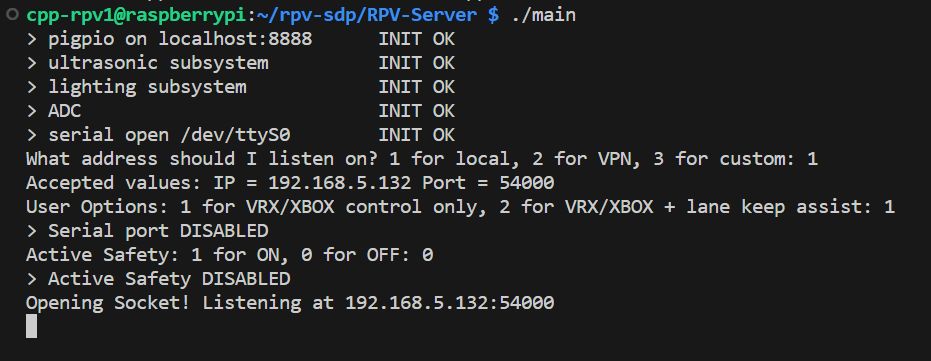 cpp-rpv1@raspberrypi:~/rpv-sdp/RPV-Server $ ./main
> pigpio on localhost:8888      INIT OK
> ultrasonic subsystem          INIT OK
> lighting subsystem            INIT OK
> ADC                           INIT OK
> serial open /dev/ttyS0        INIT OK
What address should I listen on? 1 for local, 2 for VPN, 3 for custom: 1
Accepted values: IP = 192.168.5.132 Port = 54000
User Options: 1 for VRX/XBOX control only, 2 for VRX/XBOX + lane keep assist: 1
> Serial port DISABLED
Active Safety: 1 for ON, 0 for OFF: 0
> Active Safety DISABLED
Opening Socket! Listening at 192.168.5.132:54000